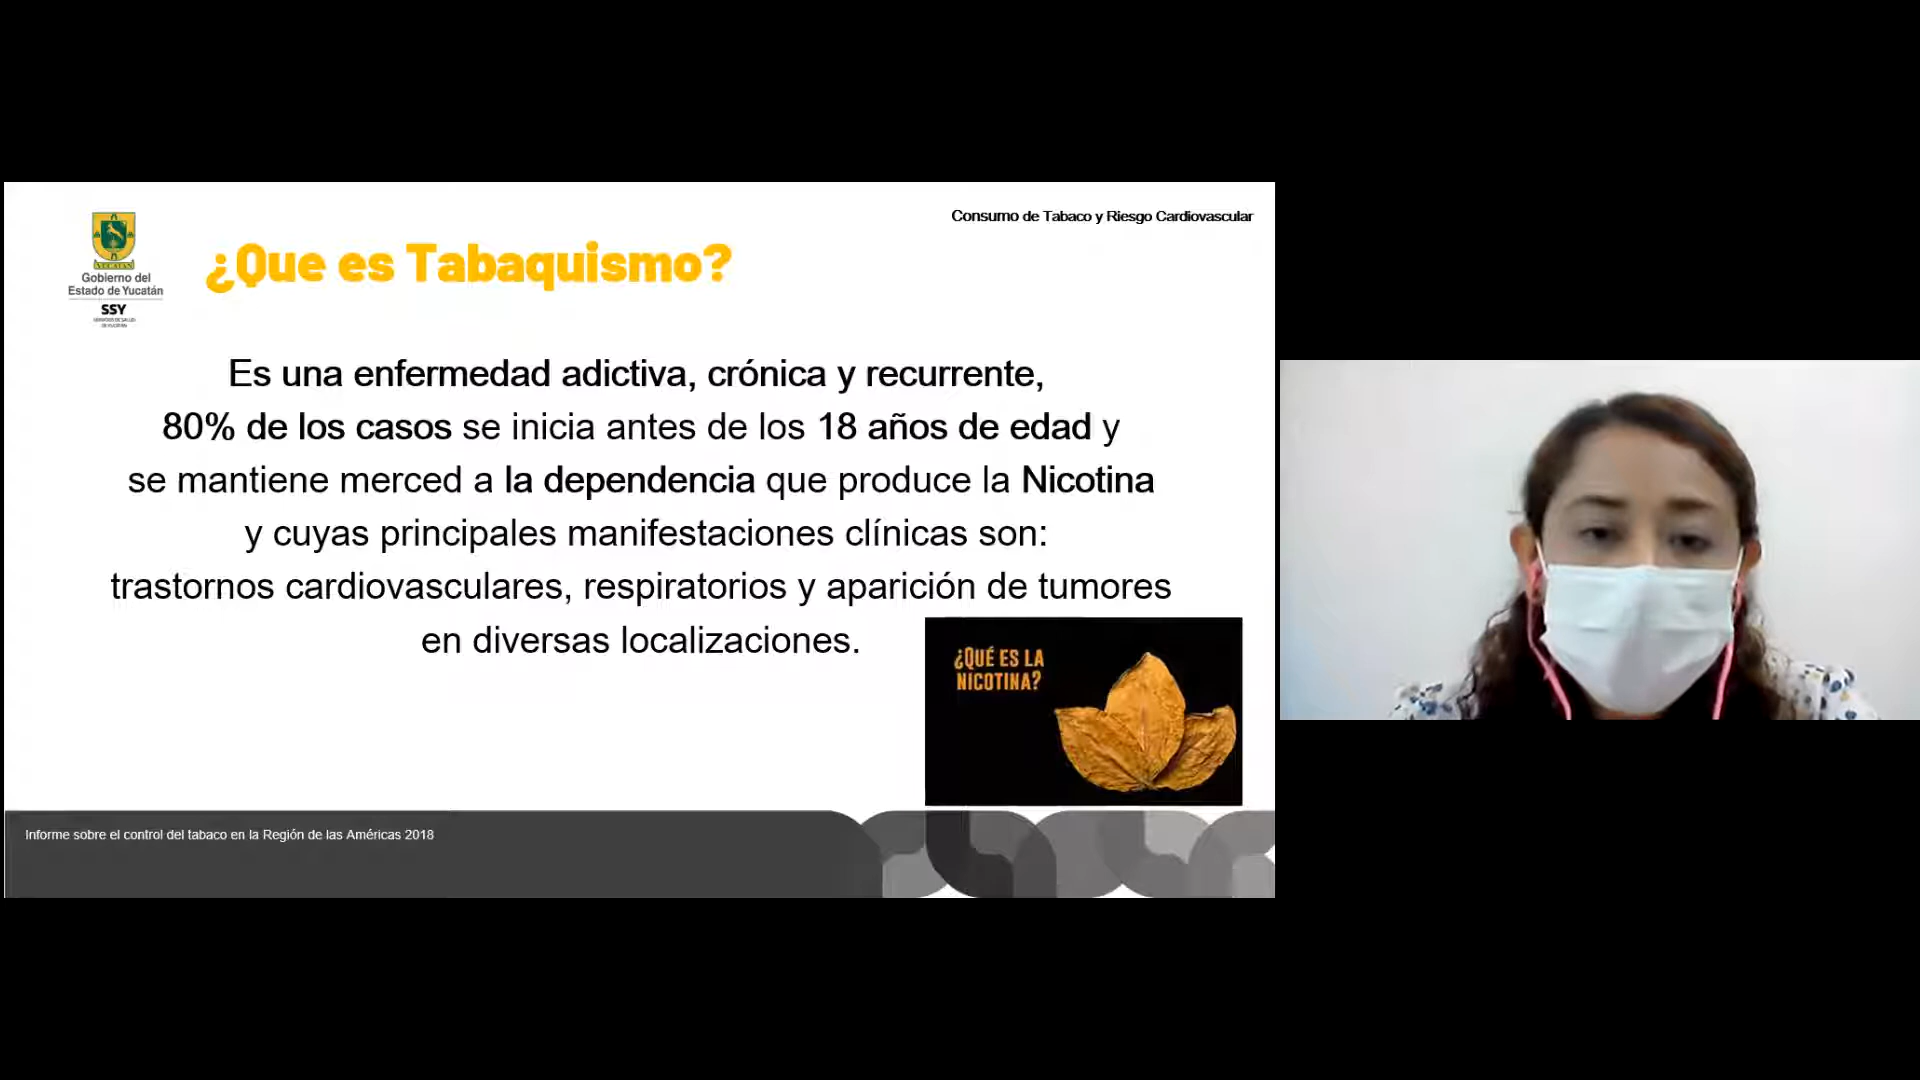 Consumo de Tabaco y Riesgo Cardiovascular
Gobierno del
Estado de Yucatán
SSY
¿Que es Tabaquismo?
Es una enfermedad adictiva, crónica y recurrente,
80% de los casos se inicia antes de los 18 años de edad y
se mantiene merced a la dependencia que produce la Nicotina
y cuyas principales manifestaciones clínicas son:
trastornos cardiovasculares, respiratorios y aparición de tumores
en diversas localizaciones.
¿QUÉ ES LA
NICOTINA?
Informe sobre el control del tabaco en la Región de las Américas 2018